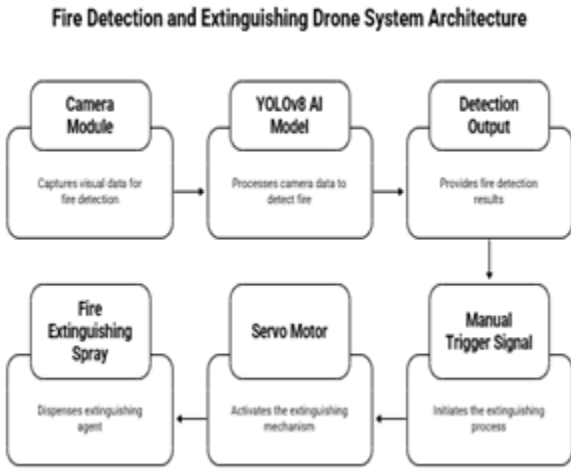 Fire Detection and Extinguishing Drone System Architecture
Camera
Module
Captures visual data for
fire detection
YOLOv8 AI
Model
Processes camera data to
detect fire
Detection
Output
Provides fire detection
results
Fire
Extinguishing
Spray
Dispenses extinguishing
agent
Servo Motor
Activates the extinguishing
mechanism
Manual
Trigger Signal
Initiates the extinguishing
process